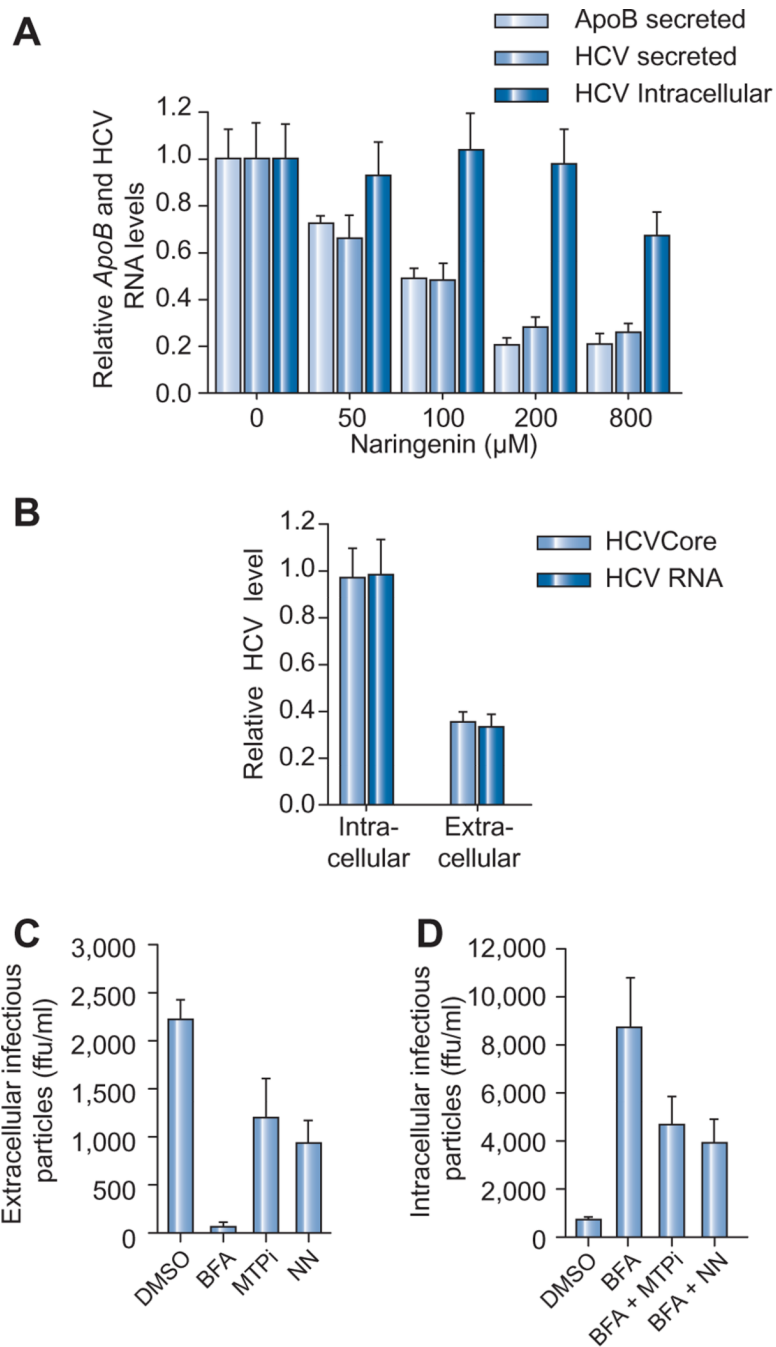 A
ApoB secreted
HCV secreted
HCV Intracellular
Relative ApoB and HCV
RNA levels
1.2
1.0
0.8
0.6
0.4
0.2
0.0
0 50 100 200 800
Naringenin (µM)
B
HCVCore
HCV RNA
Relative HCV level
1.2
1.0
0.8
0.6
0.4
0.2
0.0
Intra-
cellular
Extra-
cellular
C
Extracellular infectious
particles (ffu/ml)
3,000
2,500
2,000
1,500
1,000
500
0
DMSO
BFA
MTPi
NN
D
Intracellular infectious
particles (ffu/ml)
12,000
10,000
8,000
6,000
4,000
2,000
0
DMSO
BFA
BFA + MTPi
BFA + NN